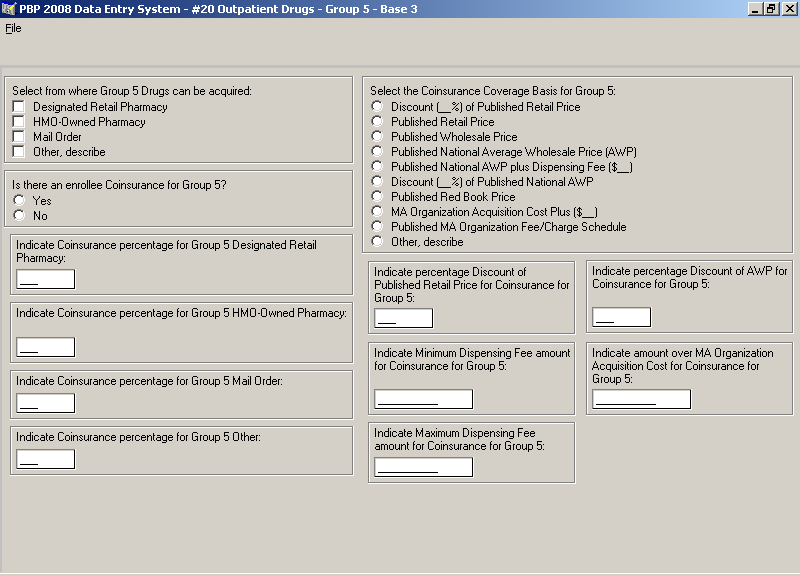 PBP 2008 Data Entry System - #20 Outpatient Drugs - Group 5 - Base 3
File
Select from where Group 5 Drugs can be acquired:
Designated Retail Pharmacy
HMO-Owned Pharmacy
Mail Order
Other, describe
Is there an enrollee Coinsurance for Group 5?
Yes
No
Indicate Coinsurance percentage for Group 5 Designated Retail
Pharmacy:
Indicate Coinsurance percentage for Group 5 HMO-Owned Pharmacy:
Indicate Coinsurance percentage for Group 5 Mail Order:
Indicate Coinsurance percentage for Group 5 Other:
Select the Coinsurance Coverage Basis for Group 5:
Discount (__%) of Published Retail Price
Published Retail Price
Published Wholesale Price
Published National Average Wholesale Price (AWP)
Published National AWP plus Dispensing Fee ($__)
Discount (__%) of Published National AWP
Published Red Book Price
MA Organization Acquisition Cost Plus ($__)
Published MA Organization Fee/Charge Schedule
Other, describe
Indicate percentage Discount of
Published Retail Price for Coinsurance for
Group 5:
Indicate percentage Discount of AWP for
Coinsurance for Group 5:
Indicate Minimum Dispensing Fee amount
for Coinsurance for Group 5:
Indicate amount over MA Organization
Acquisition Cost for Coinsurance for
Group 5:
Indicate Maximum Dispensing Fee
amount for Coinsurance for Group 5: